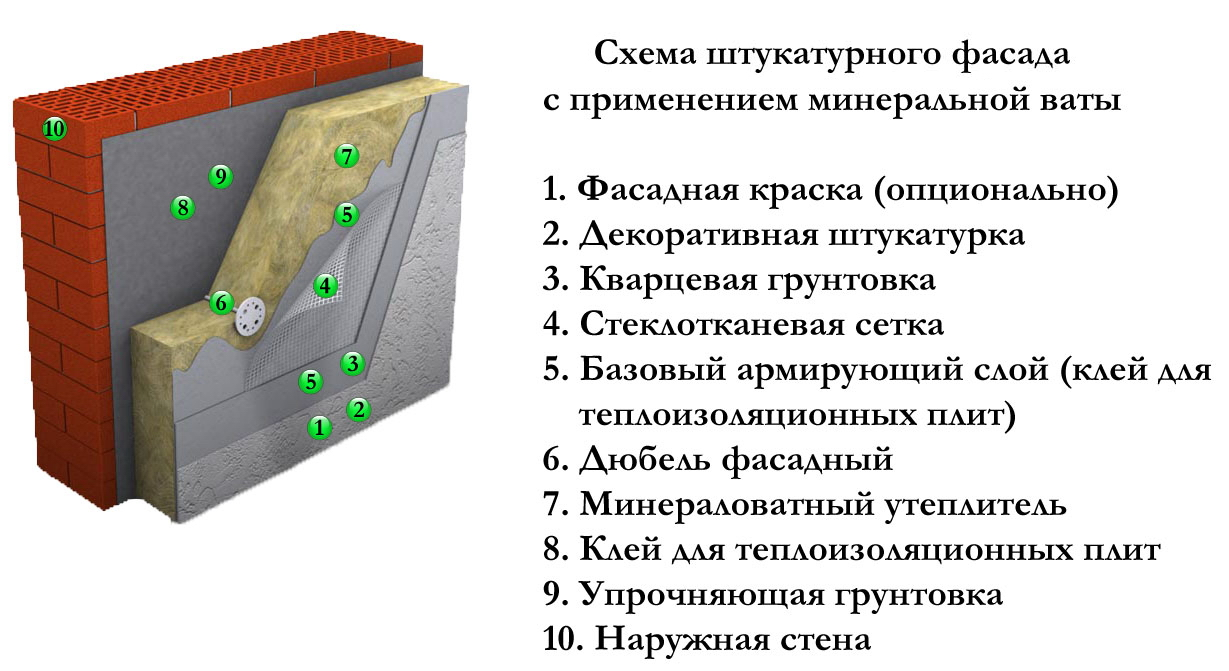 Схема штукатурного фасада
с применением минеральной ваты
1. Фасадная краска (опционально)
2. Декоративная штукатурка
3. Кварцевая грунтовка
4. Стеклотканевая сетка
5. Базовый армирующий слой (клей для
теплоизоляционных плит)
6. Дюбель фасадный
7. Минераловатный утеплитель
8. Клей для теплоизоляционных плит
9. Упрочняющая грунтовка
10. Наружная стена
10
7
9
8
5
4
6
3
5
2
1